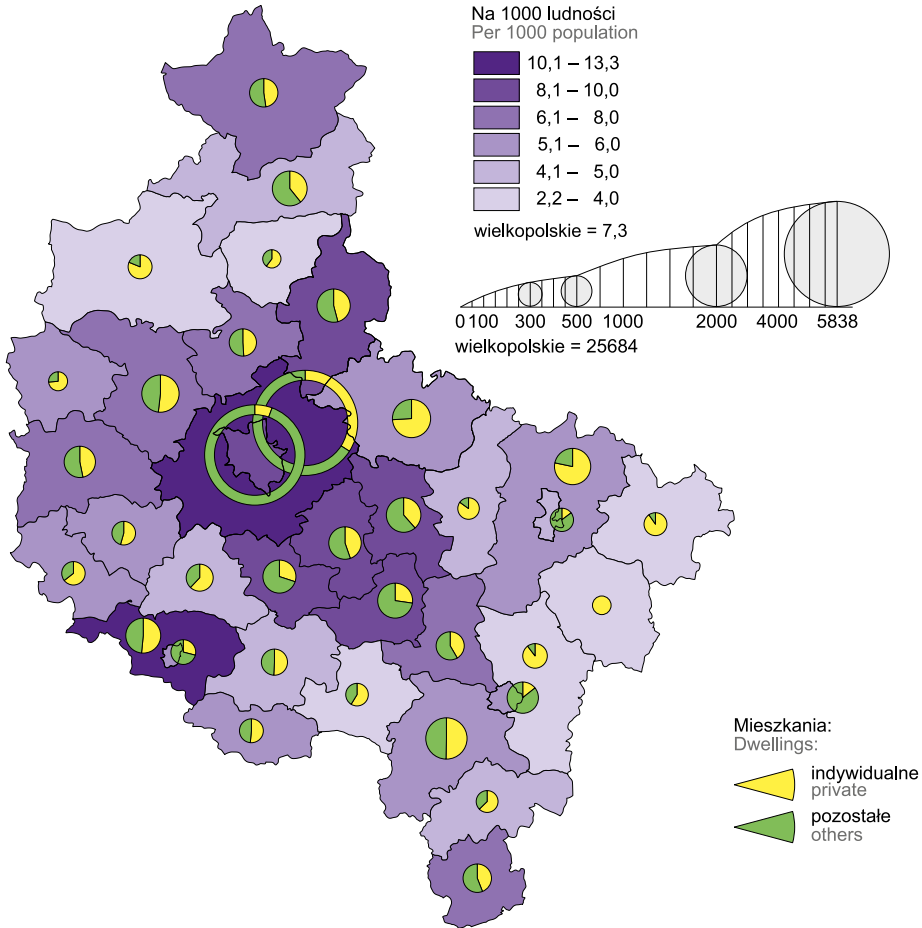 Na 1000 ludności
Per 1000 population
10,1 – 13,3
8,1 – 10,0
6,1 – 8,0
5,1 – 6,0
4,1 – 5,0
2,2 – 4,0
wielkopolskie = 7,3
0 100 300 500 1000 2000 4000 5838
wielkopolskie = 25684
Mieszkania:
Dwellings:
indywidualne
private
pozostałe
others